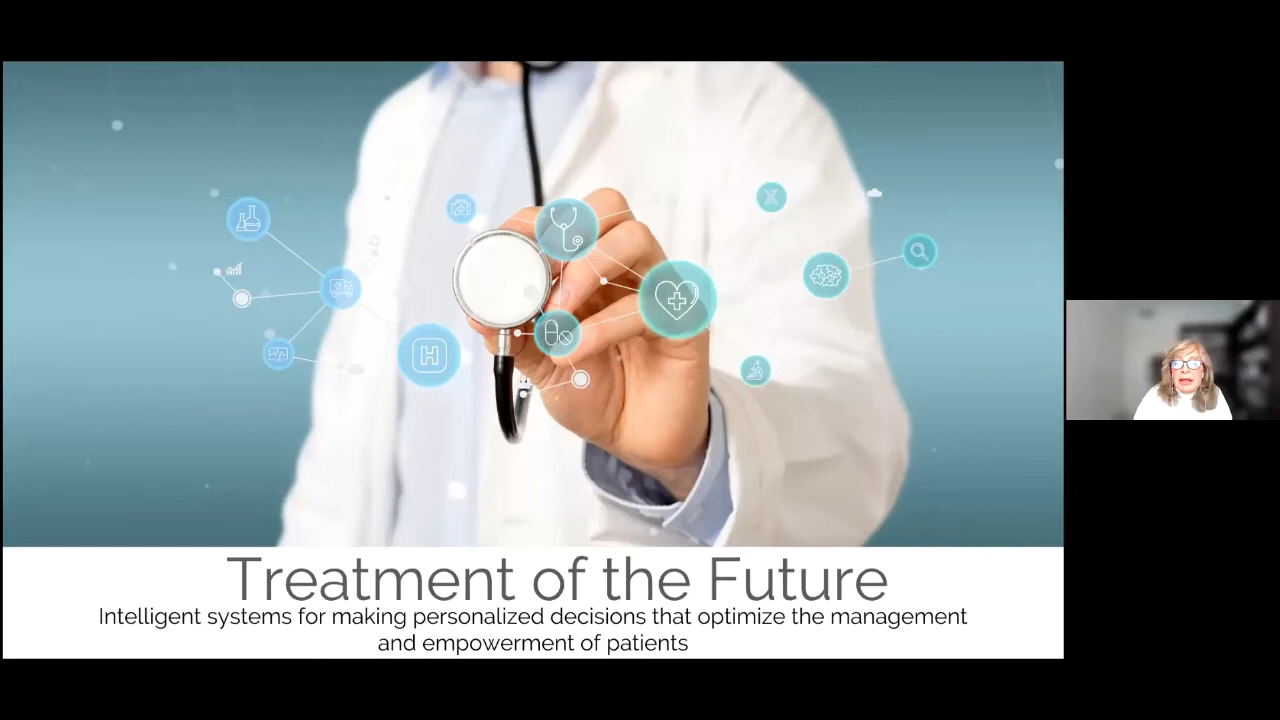 H
Treatment of the Future
Intelligent systems for making personalized decisions that optimize the management
and empowerment of patients